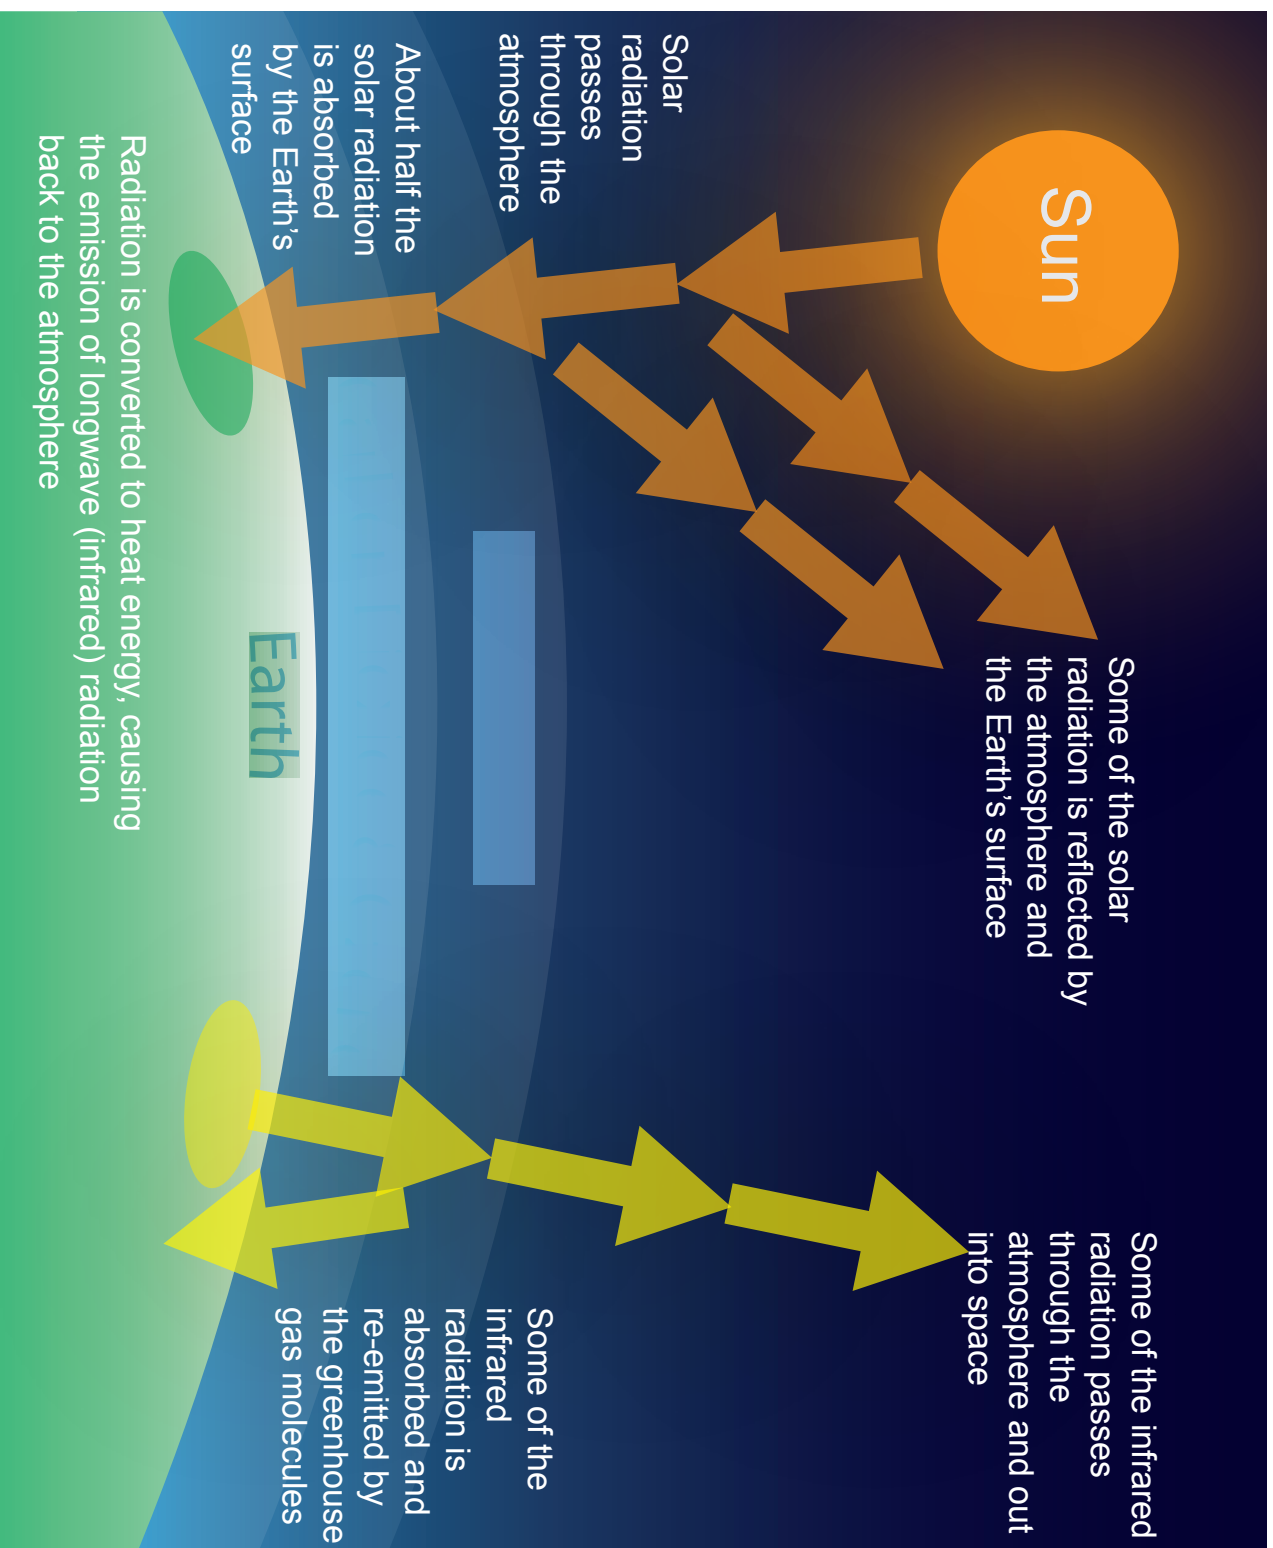 Sun
Some of the solar
radiation is reflected by
the atmosphere and
the Earth's surface
Some of the infrared
radiation passes
through the
atmosphere and out
into space
Solar
radiation
passes
through the
atmosphere
About half the
solar radiation
is absorbed
by the Earth's
surface
Some of the
infrared
radiation is
absorbed and
re-emitted by
the greenhouse
gas molecules
Earth
Radiation is converted to heat energy, causing
the emission of longwave (infrared) radiation
back to the atmosphere